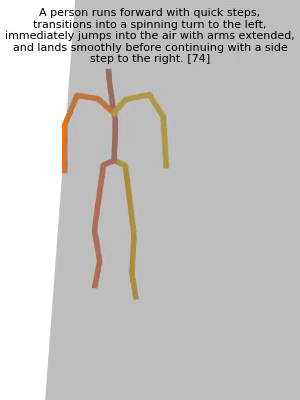 A person runs forward with quick steps,
transitions into a spinning turn to the left,
immediately jumps into the air with arms extended,
and lands smoothly before continuing with a side
step to the right. [74]